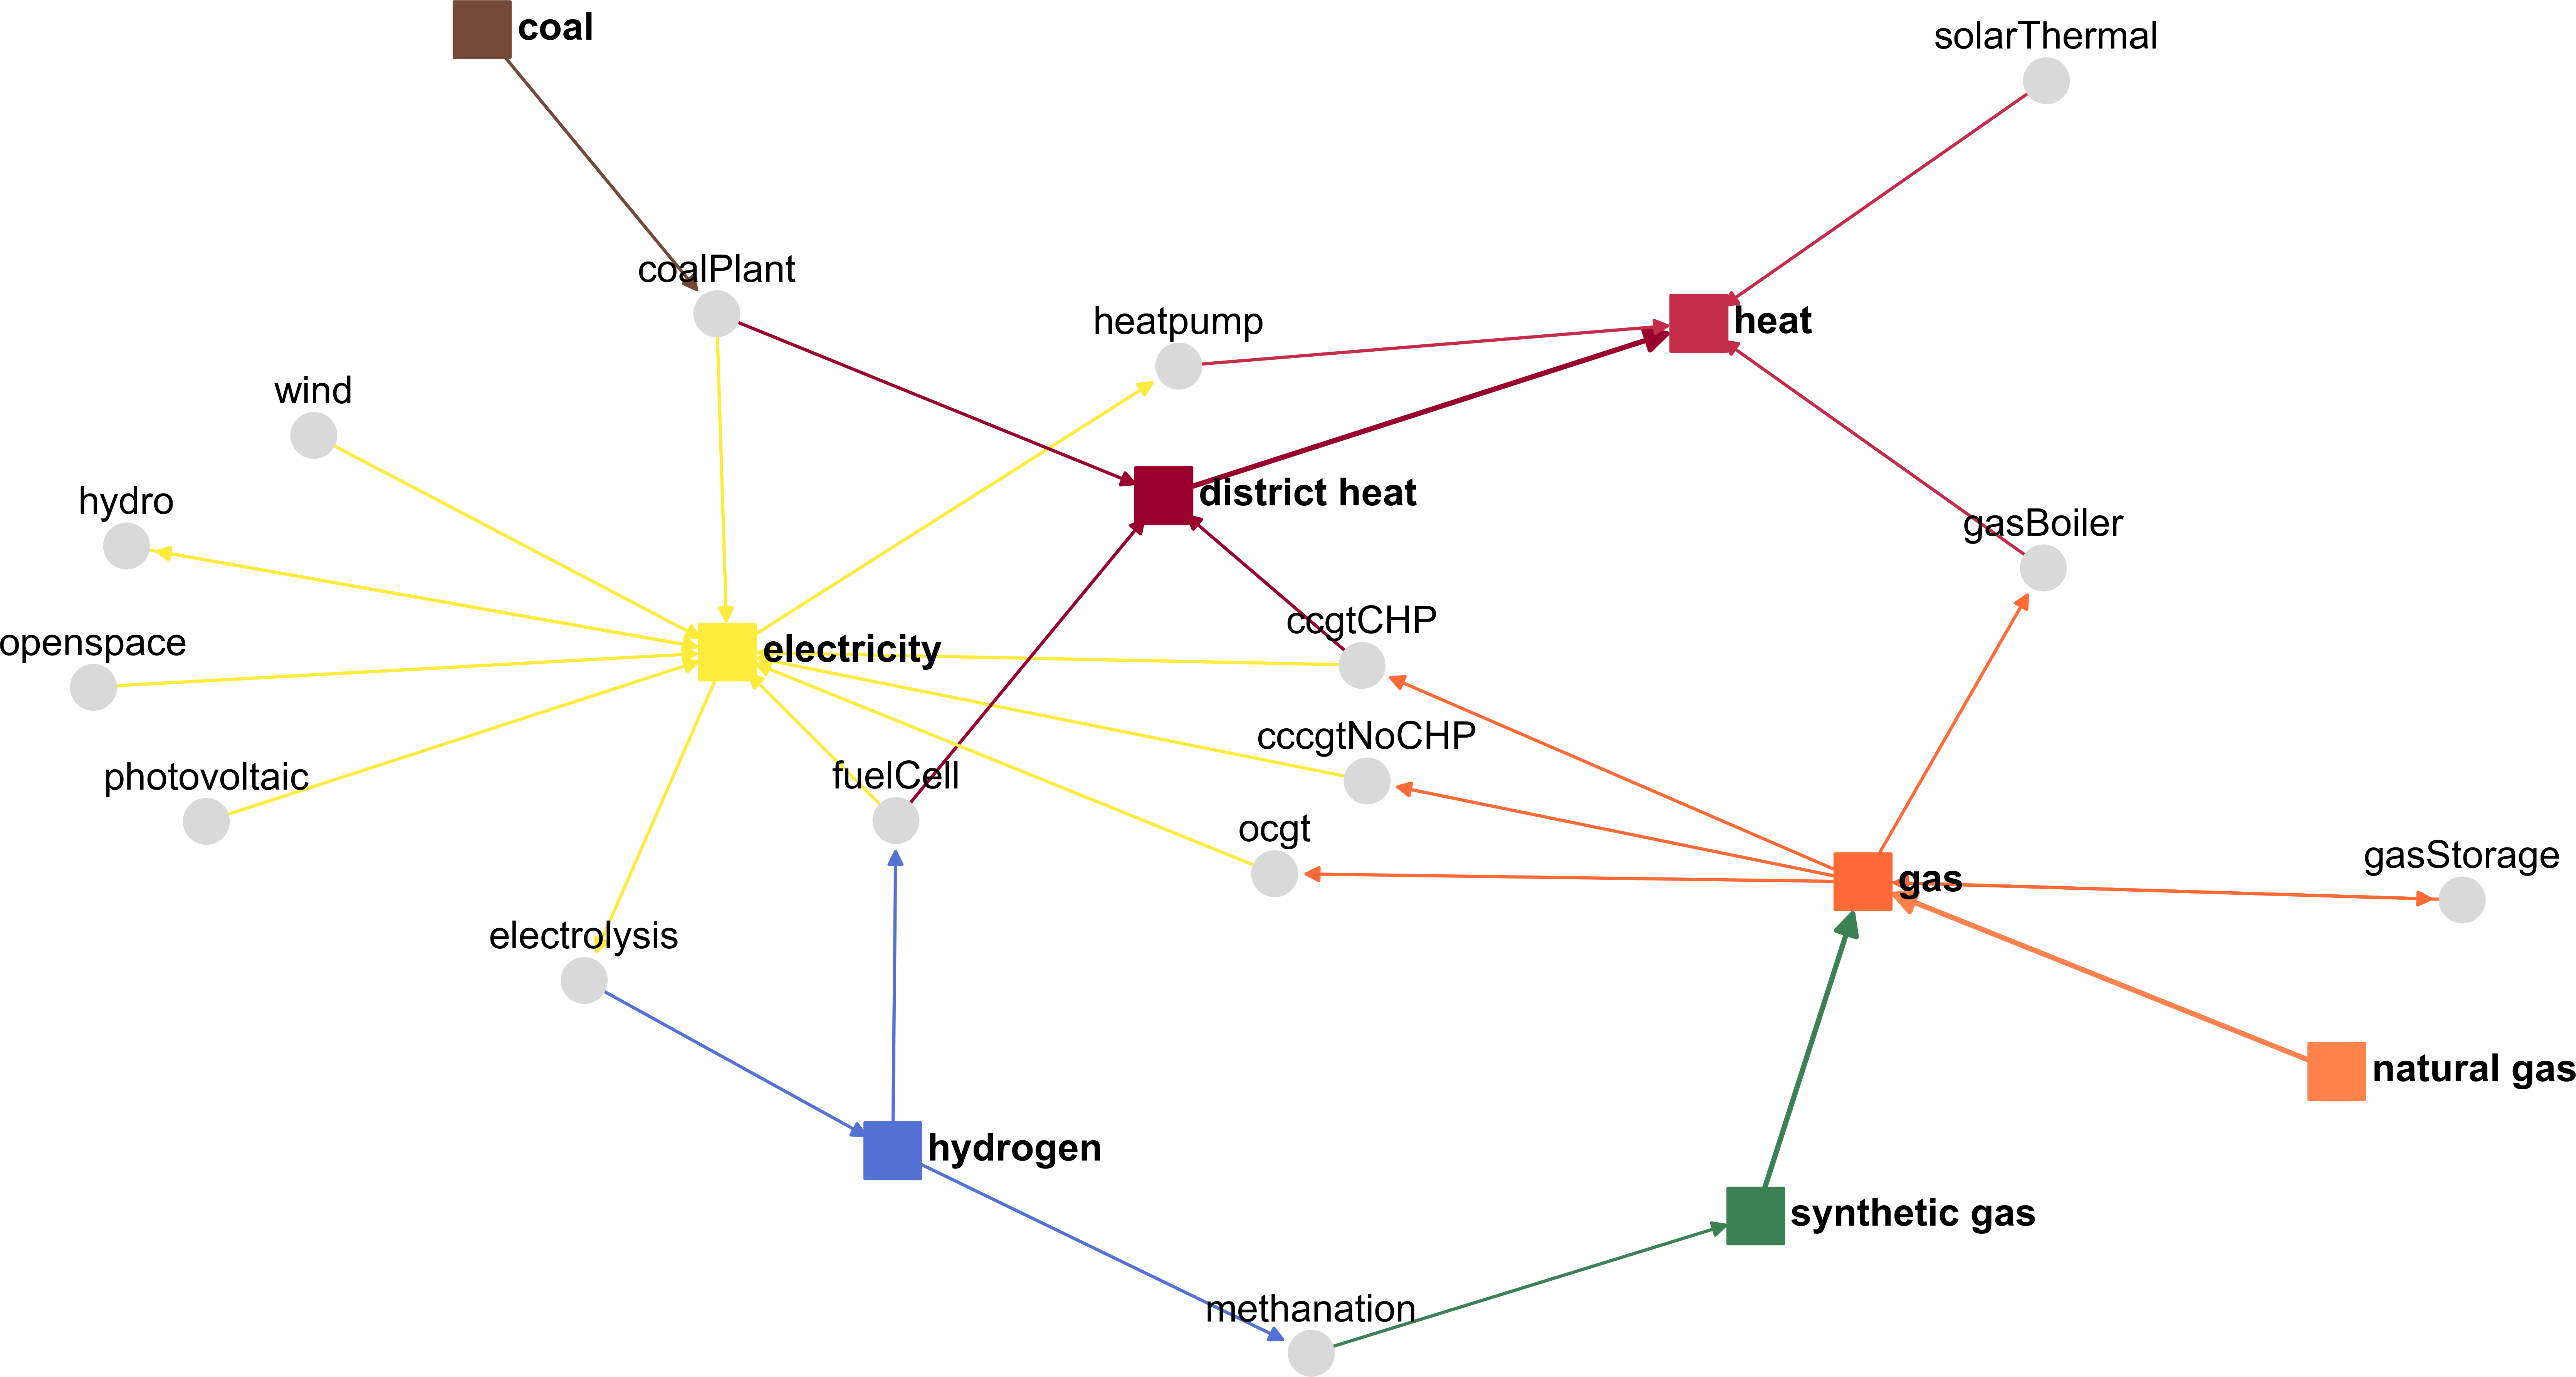 coal
solarThermal
coalPlant
heatpump
heat
wind
hydro
district heat
gasBoiler
openspace
electricity
ccgtCHP
cccgtNoCHP
photovoltaic
fuelCell
ocgt
gasStorage
gas
electrolysis
natural gas
hydrogen
synthetic gas
methanation